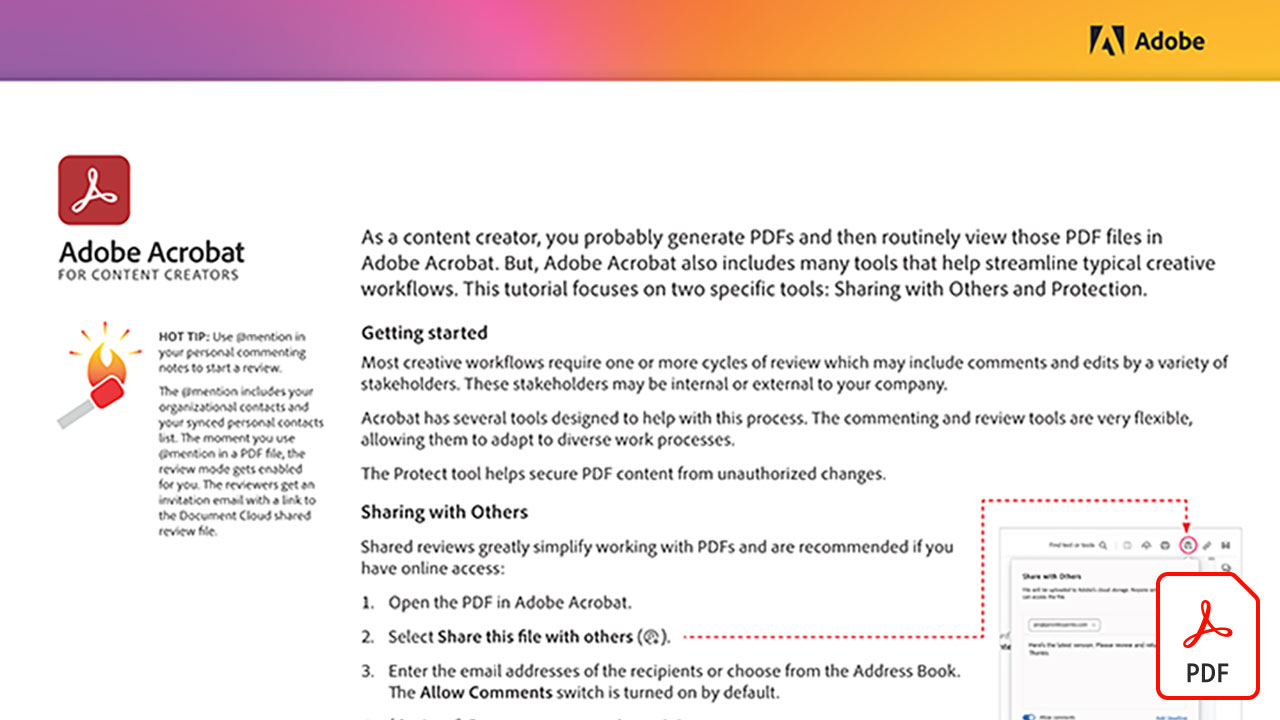 Adobe
Adobe Acrobat
FOR CONTENT CREATORS
HOT TIP: Use @mention in
your personal commenting
notes to start a review.
The @mention includes your
organizational contacts and
your synced personal contacts
list. The moment you use
@mention in a PDF file, the
review mode gets enabled
for you. The reviewers get an
invitation email with a link to
the Document Cloud shared
review file.
As a content creator, you probably generate PDFs and then routinely view those PDF files in
Adobe Acrobat. But, Adobe Acrobat also includes many tools that help streamline typical creative
workflows. This tutorial focuses on two specific tools: Sharing with Others and Protection.
Getting started
Most creative workflows require one or more cycles of review which may include comments and edits by a variety of
stakeholders. These stakeholders may be internal or external to your company.
Acrobat has several tools designed to help with this process. The commenting and review tools are very flexible,
allowing them to adapt to diverse work processes.
The Protect tool helps secure PDF content from unauthorized changes.
Sharing with Others
Shared reviews greatly simplify working with PDFs and are recommended if you
have online access:
1. Open the PDF in Adobe Acrobat.
2. Select Share this file with others ( ).
3. Enter the email addresses of the recipients or choose from the Address Book.
The Allow Comments switch is turned on by default.
Find text or tools
Share with Others
File will be uploaded to Adobe's cloud storage. Anyone
can access the file.
Here's the latest version. Please review and
Thanks.
Allow comments
Add Deadline
PDF